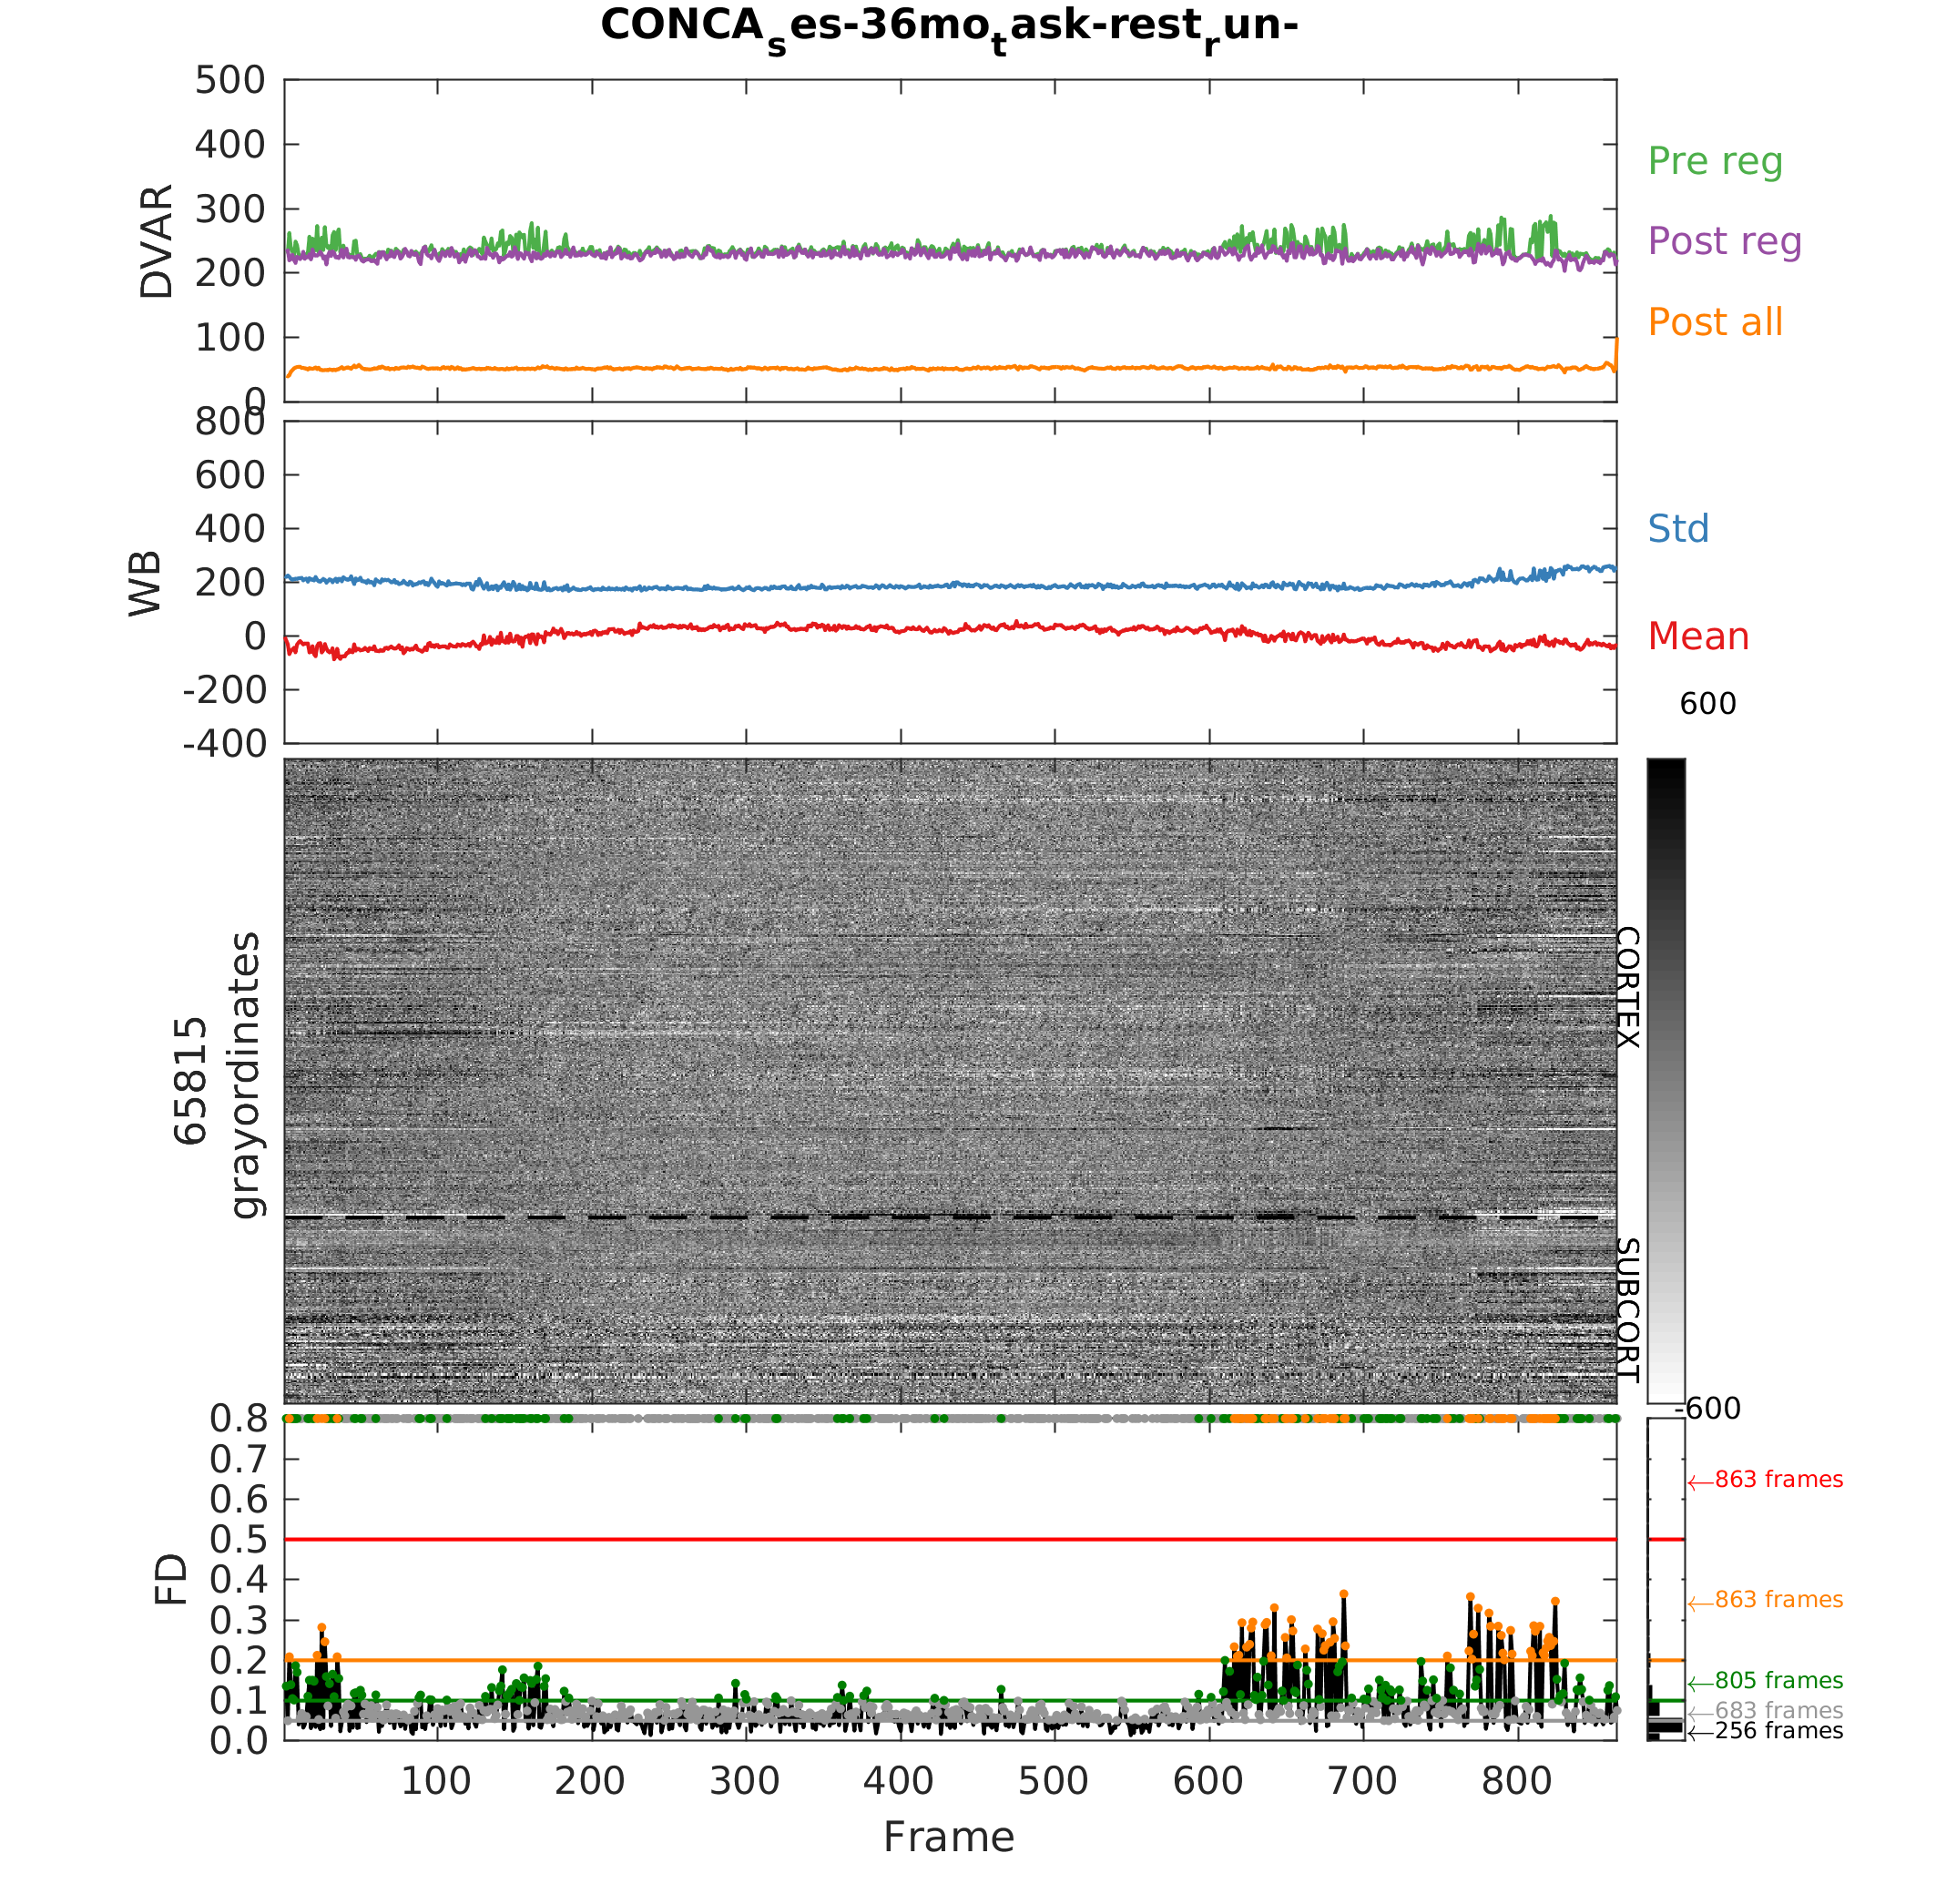 CONCAses-36motask-restrun-
500
400
300
200
100
0
DVAR
Pre reg
Post reg
Post all
800
600
400
200
0
-200
-400
WB
Std
Mean
600
65815
grayordinates
CORTEX
SUBCORT
-600
0.8
0.7
0.6
0.5
0.4
0.3
0.2
0.1
0.0
FD
←863 frames
←863 frames
←805 frames
←683 frames
←256 frames
100 200 300 400 500 600 700 800
Frame